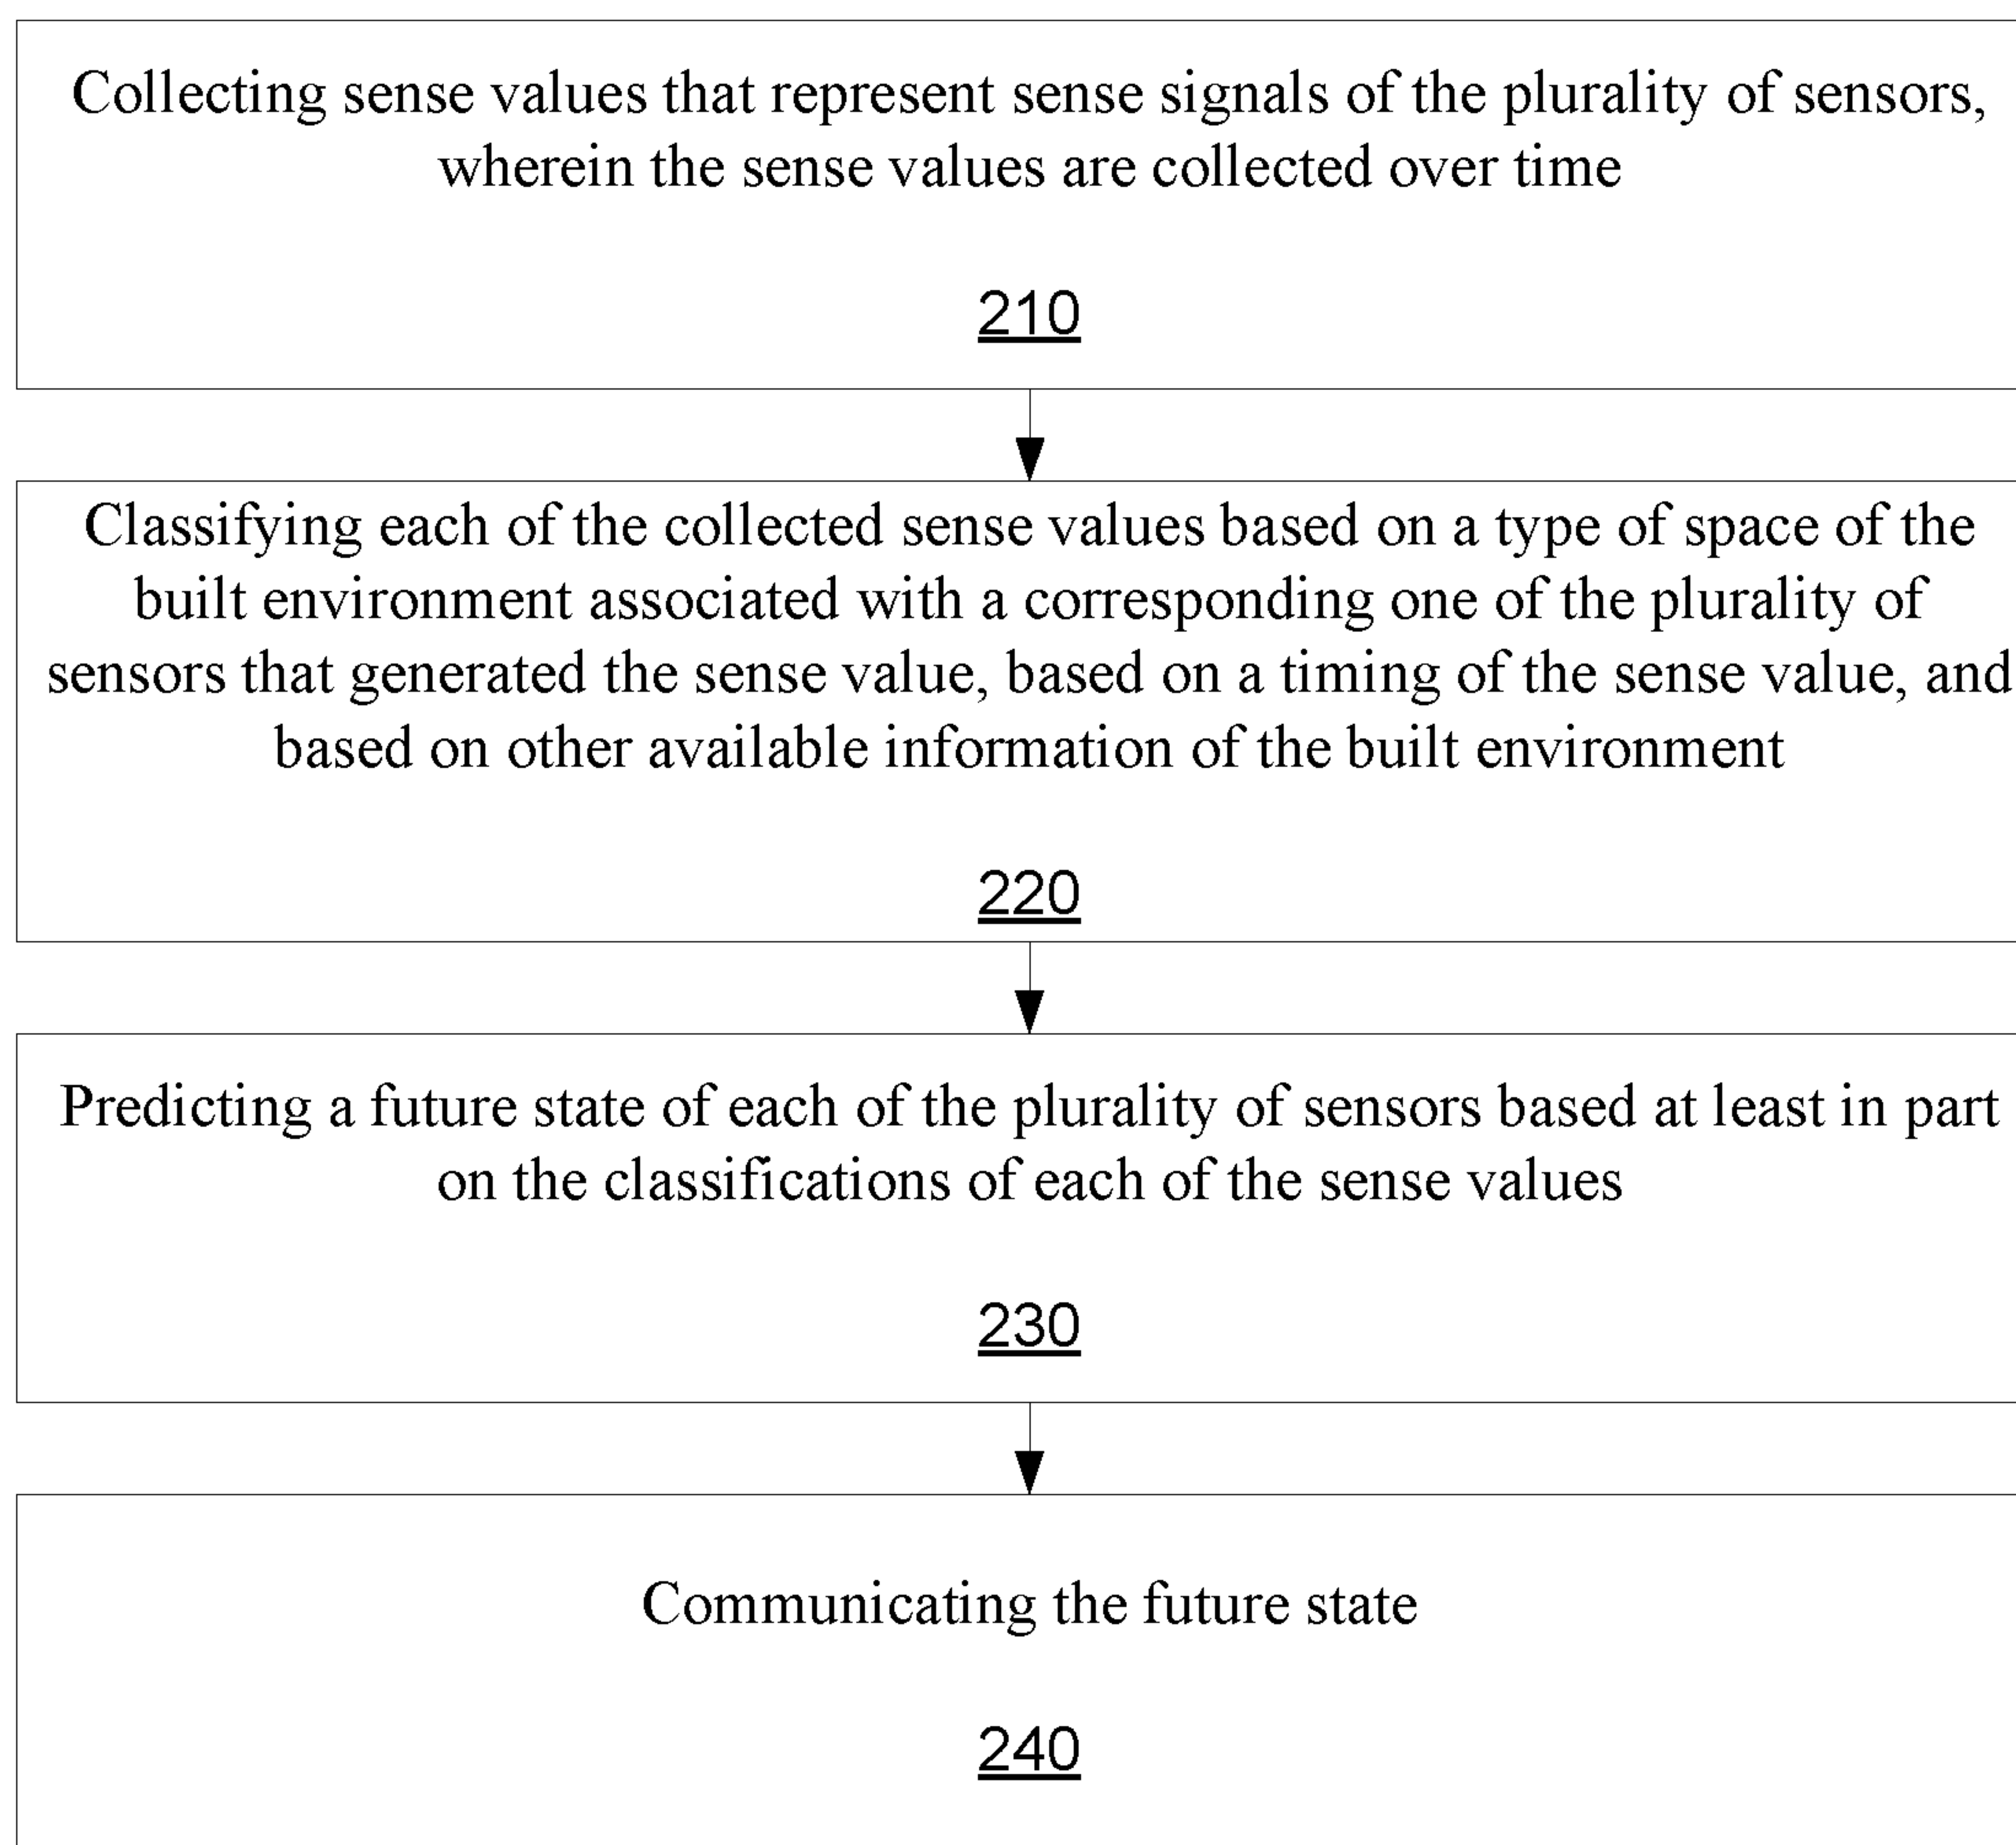 Collecting sense values that represent sense signals of the plurality of sensors,
wherein the sense values are collected over time
210
Classifying each of the collected sense values based on a type of space of the
built environment associated with a corresponding one of the plurality of
sensors that generated the sense value, based on a timing of the sense value, and
based on other available information of the built environment
220
Predicting a future state of each of the plurality of sensors based at least in part
on the classifications of each of the sense values
230
Communicating the future state
240